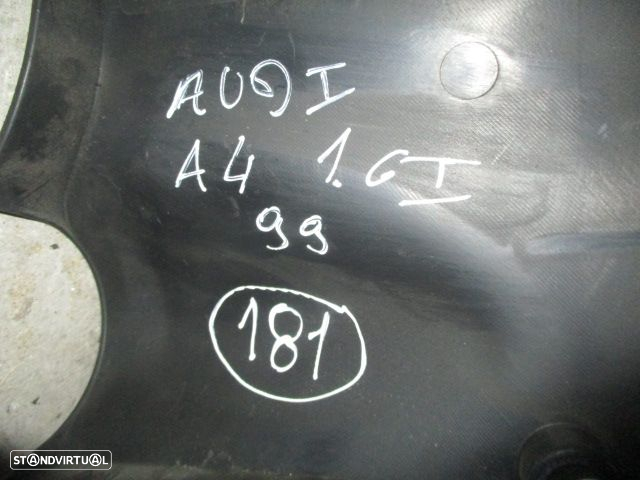 AUDI
A4 1.6I
99
181
STANDVIRTUAL